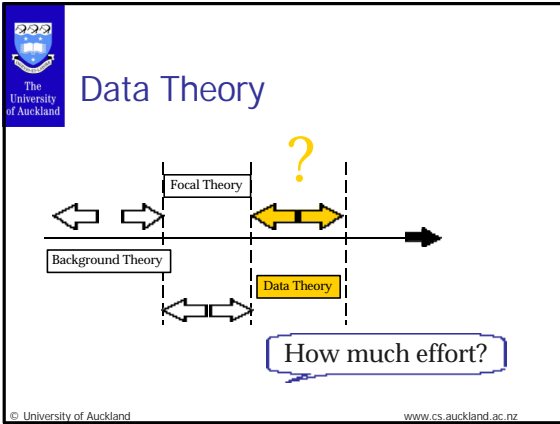 The
University
of Auckland
Data Theory
?
Focal Theory
Background Theory
Data Theory
How much effort?
© University of Auckland
www.cs.auckland.ac.nz